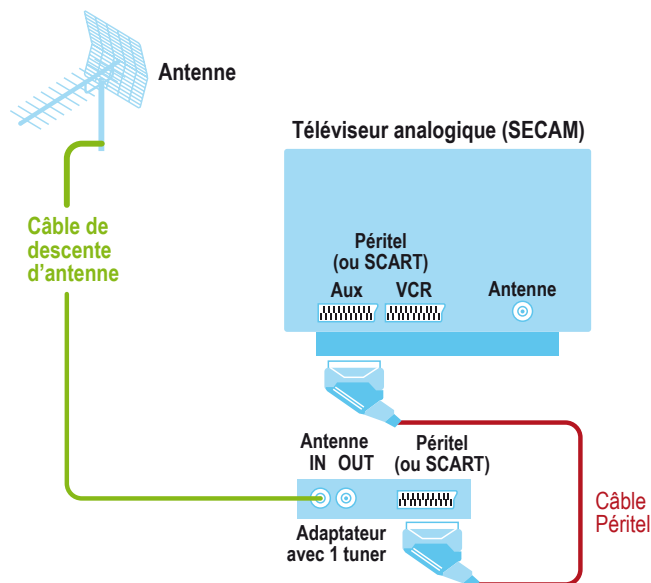 Antenne
Téléviseur analogique (SECAM)
Câble de
descente
d’antenne
Péritel
(ou SCART)
Aux VCR
Antenne
Antenne
IN OUT
Péritel
(ou SCART)
Adaptateur
avec 1 tuner
Câble
Péritel